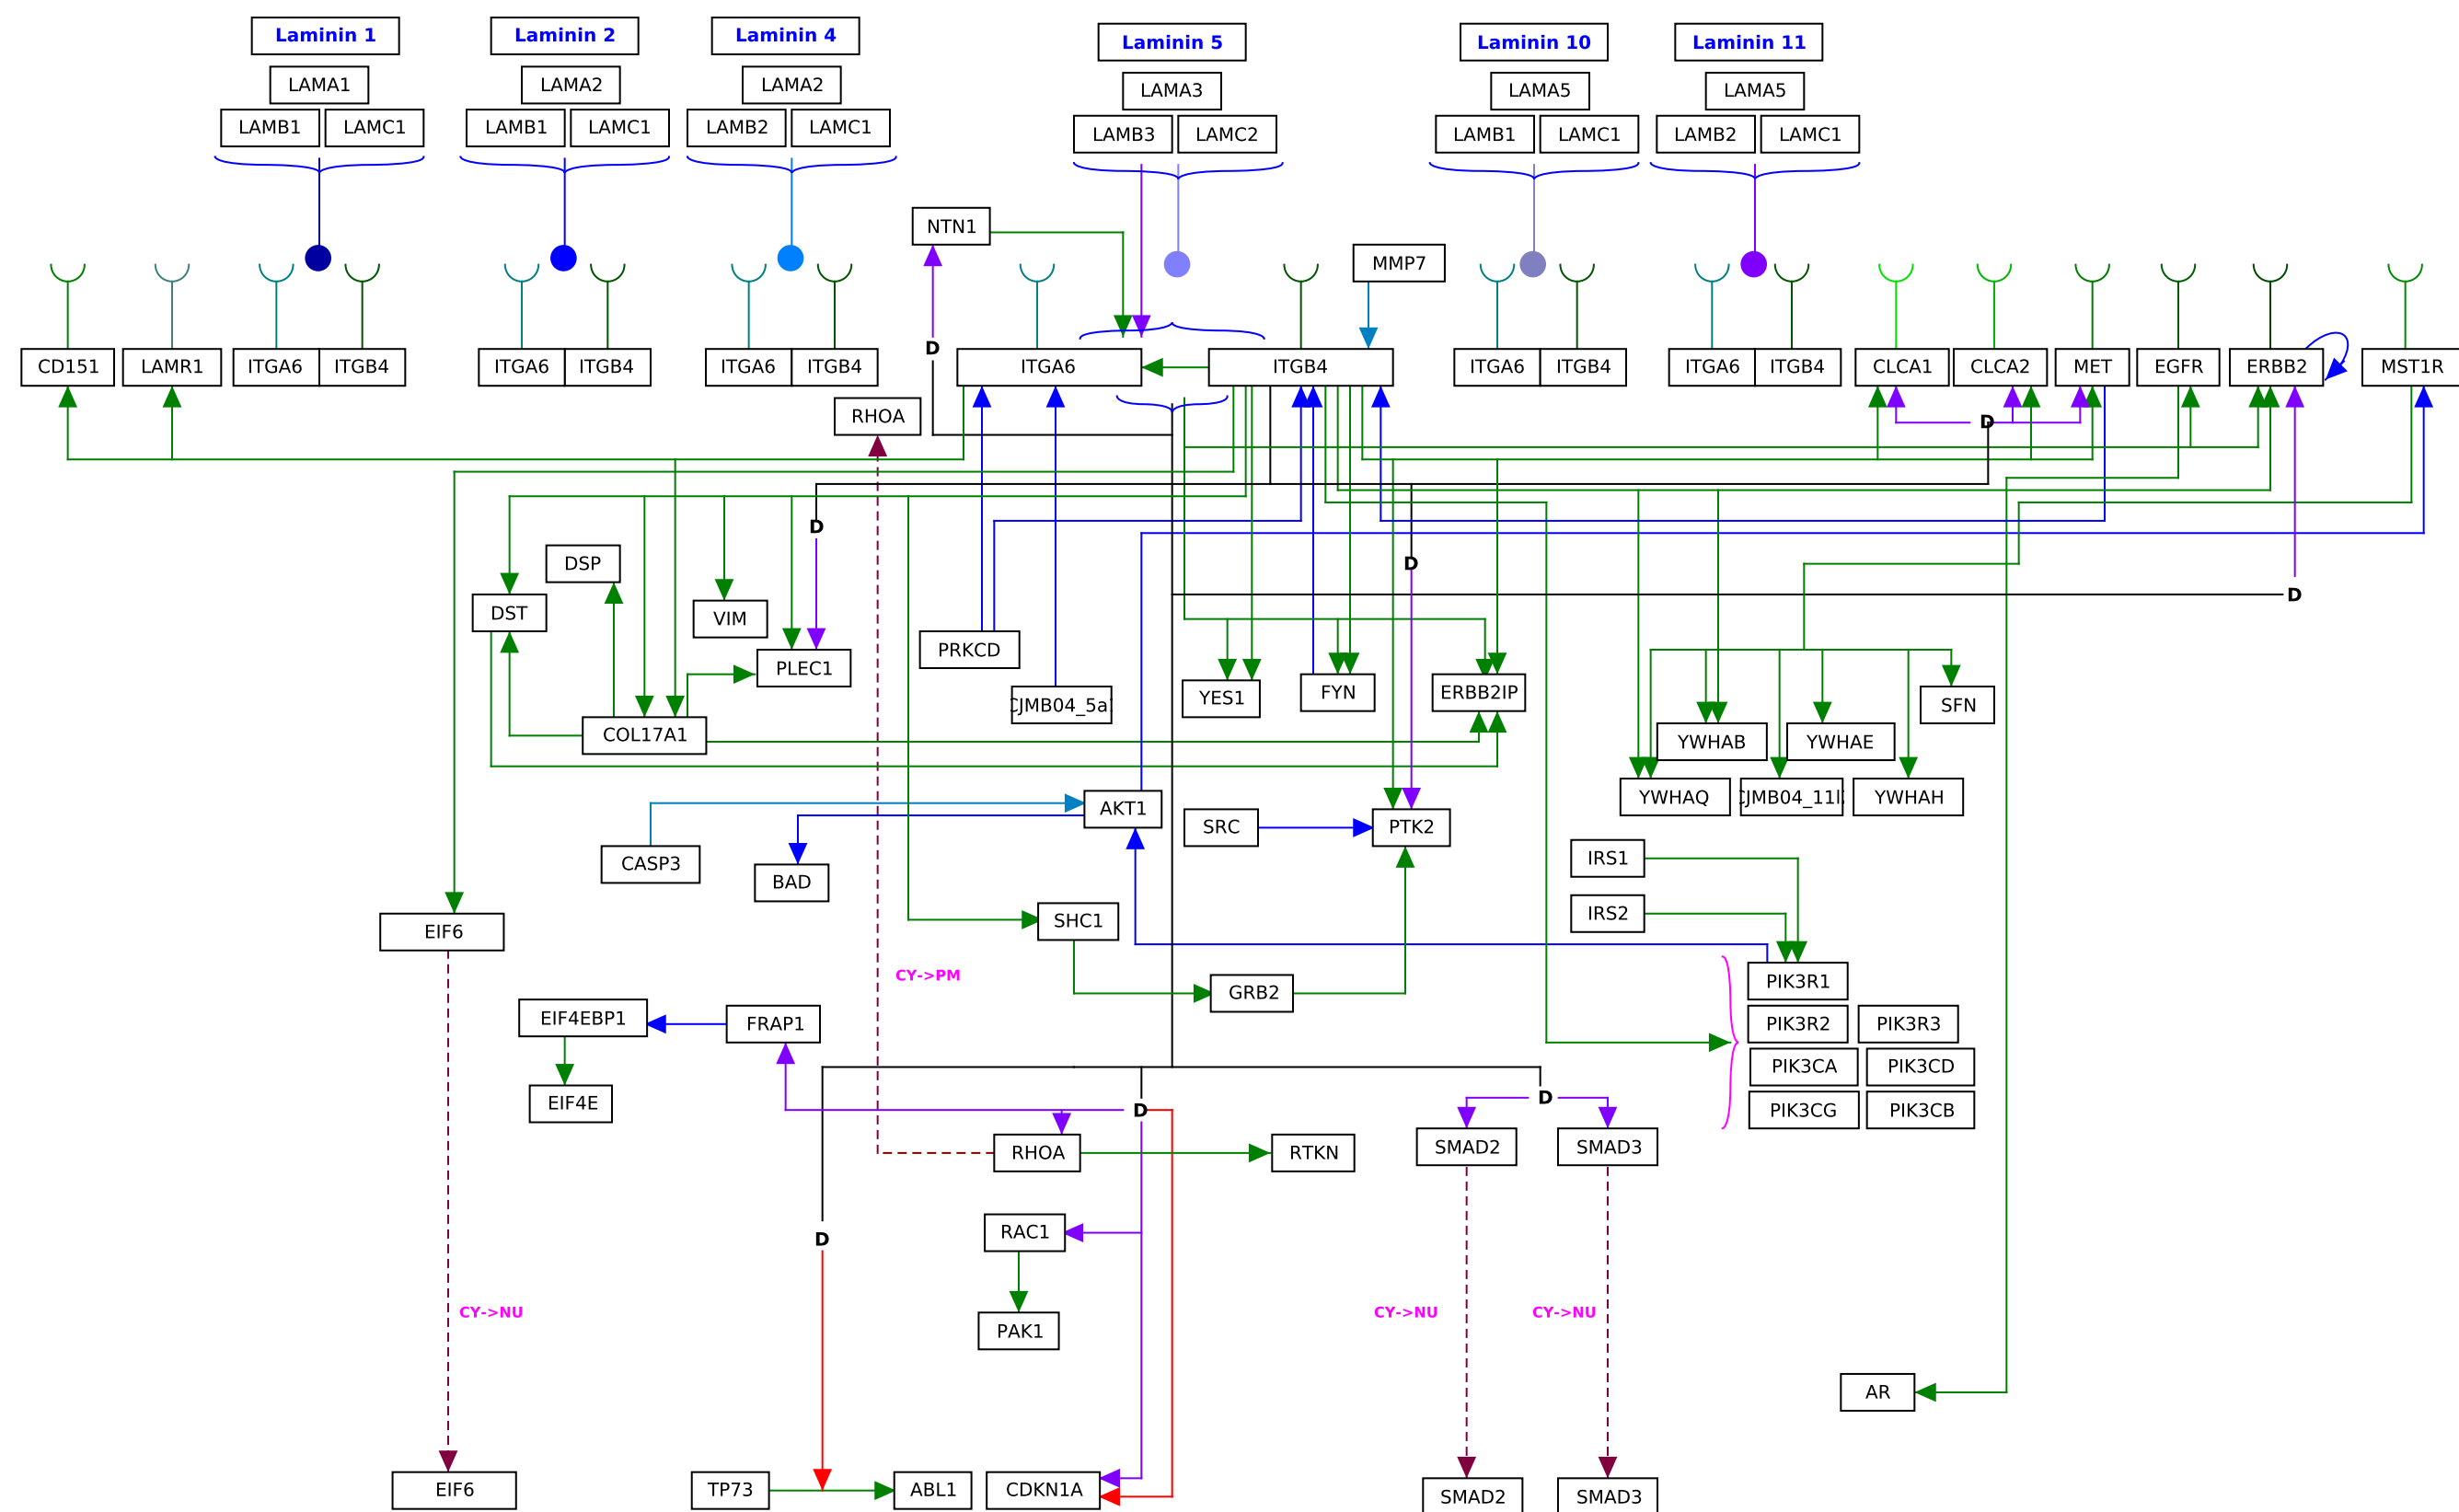 Laminin 1
Laminin 2
Laminin 4
Laminin 5
Laminin 10
Laminin 11
LAMA1
LAMA2
LAMA2
LAMA3
LAMA5
LAMA5
LAMB1 LAMC1
LAMB1 LAMC1
LAMB2 LAMC1
LAMB3 LAMC2
LAMB1 LAMC1
LAMB2 LAMC1
NTN1
MMP7
D
CD151
LAMR1
ITGA6 ITGB4
ITGA6 ITGB4
ITGA6 ITGB4
ITGA6
ITGB4
ITGA6 ITGB4
ITGA6 ITGB4
CLCA1
CLCA2
MET
EGFR
ERBB2
MST1R
RHOA
D
D
DSP
D
DST
VIM
D
PRKCD
PLEC1
CJMB04_5a
YES1
FYN
ERBB2IP
SFN
COL17A1
YWHAB
YWHAE
YWHAQ
JMB04_11l
YWHAH
AKT1
SRC
PTK2
CASP3
BAD
IRS1
IRS2
SHC1
EIF6
CY->PM
GRB2
PIK3R1
EIF4EBP1
FRAP1
PIK3R2
PIK3R3
PIK3CA
PIK3CD
EIF4E
D
D
PIK3CG
PIK3CB
RHOA
RTKN
SMAD2
SMAD3
D
RAC1
CY->NU
CY->NU
CY->NU
PAK1
AR
EIF6
TP73
ABL1
CDKN1A
SMAD2
SMAD3